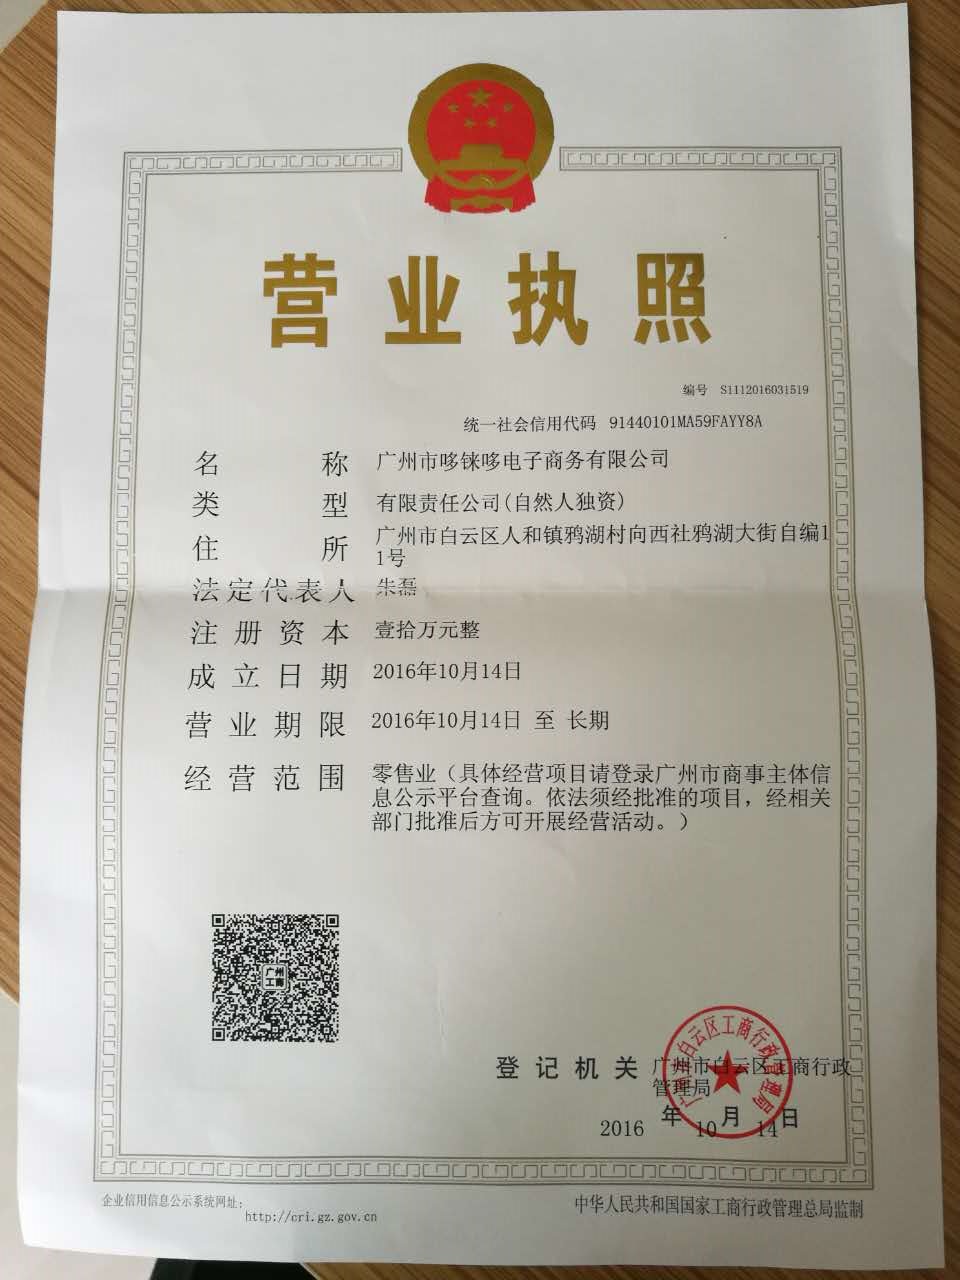 营业执照
编号 S1112016031519
统一社会信用代码 91440101MA59FAYY8A
名称 广州市哆铼哆电子商务有限公司
类型 有限责任公司(自然人独资)
住所 广州市白云区人和镇鸦湖村向西社鸦湖大街自编1
1号
法定代表人 朱磊
注册资本 壹拾万元整
成立日期 2016年10月14日
营业期限 2016年10月14日 至 长期
经营范围 零售业（具体经营项目请登录广州市商事主体信
息公示平台查询。依法须经批准的项目，经相关
部门批准后方可开展经营活动。）
广州
工商
登记机关 广州市白云区工商行政
管理局
广州市白云区工商行政管理局
2016年10月14日
企业信用信息公示系统网址：
http://cri.gz.gov.cn
中华人民共和国国家工商行政管理总局监制